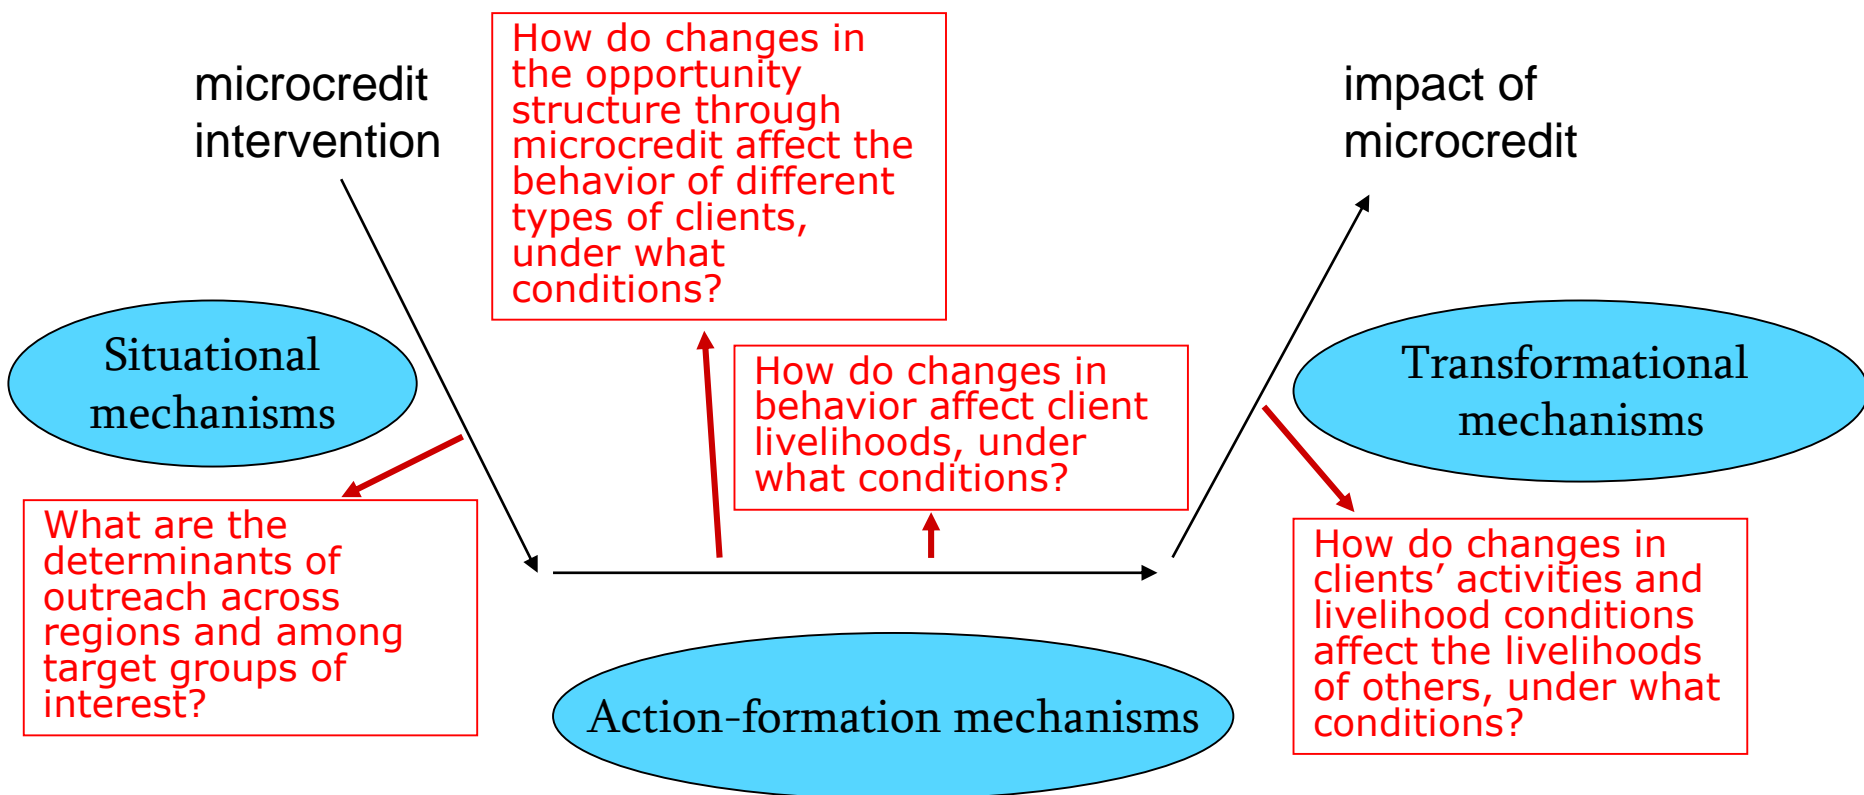 microcredit
intervention
How do changes in
the opportunity
structure through
microcredit affect the
behavior of different
types of clients,
under what
conditions?
impact of
microcredit
Situational
mechanisms
How do changes in
behavior affect client
livelihoods, under
what conditions?
Transformational
mechanisms
What are the
determinants of
outreach across
regions and among
target groups of
interest?
Action-formation mechanisms
How do changes in
clients’ activities and
livelihood conditions
affect the livelihoods
of others, under what
conditions?